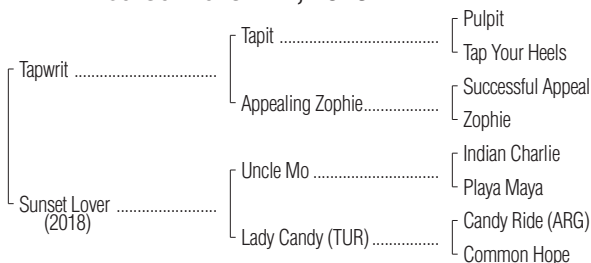 Pulpit
Tapit
Tap Your Heels
Tapwrit
Successful Appeal
Appealing Zophie
Zophie
Indian Charlie
Uncle Mo
Playa Maya
Sunset Lover
(2018)
Candy Ride (ARG)
Lady Candy (TUR)
Common Hope